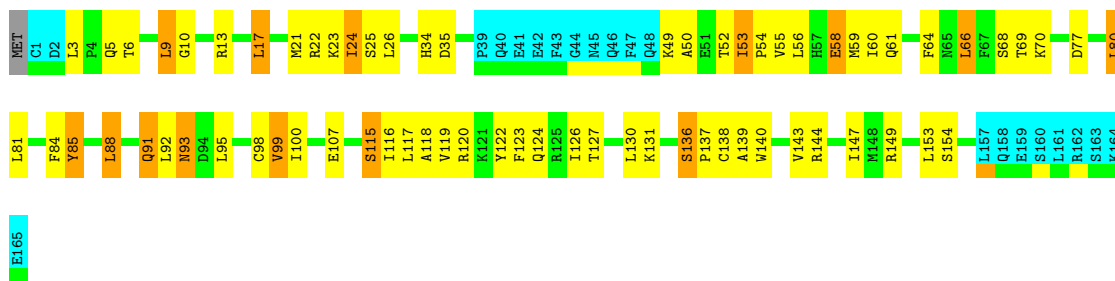 MET C1 D2 L3 P4 Q5 T6 L9 G10 R13 L17 M21 R22 K23 I24 S25 L26 H34 D35 P39 Q40 E41 E42 F43 G44 N45 Q46 F47 Q48 K49 A50 E51 T52 I53 P54 V55 L56 H57 E58 M59 I60 Q61 F64 N65 L66 F67 S68 T69 K70 D77 L80
L81 F84 Y85 L88 Q91 L92 N93 D94 L95 C98 V99 I100 E107 S115 I116 L117 A118 V119 R120 K121 Y122 F123 Q124 R125 I126 T127 L130 K131 S136 P137 C138 A139 W140 V143 R144 I147 M148 R149 L153 S154 L157 Q158 E159 S160 L161 R162 S163 K164
E165